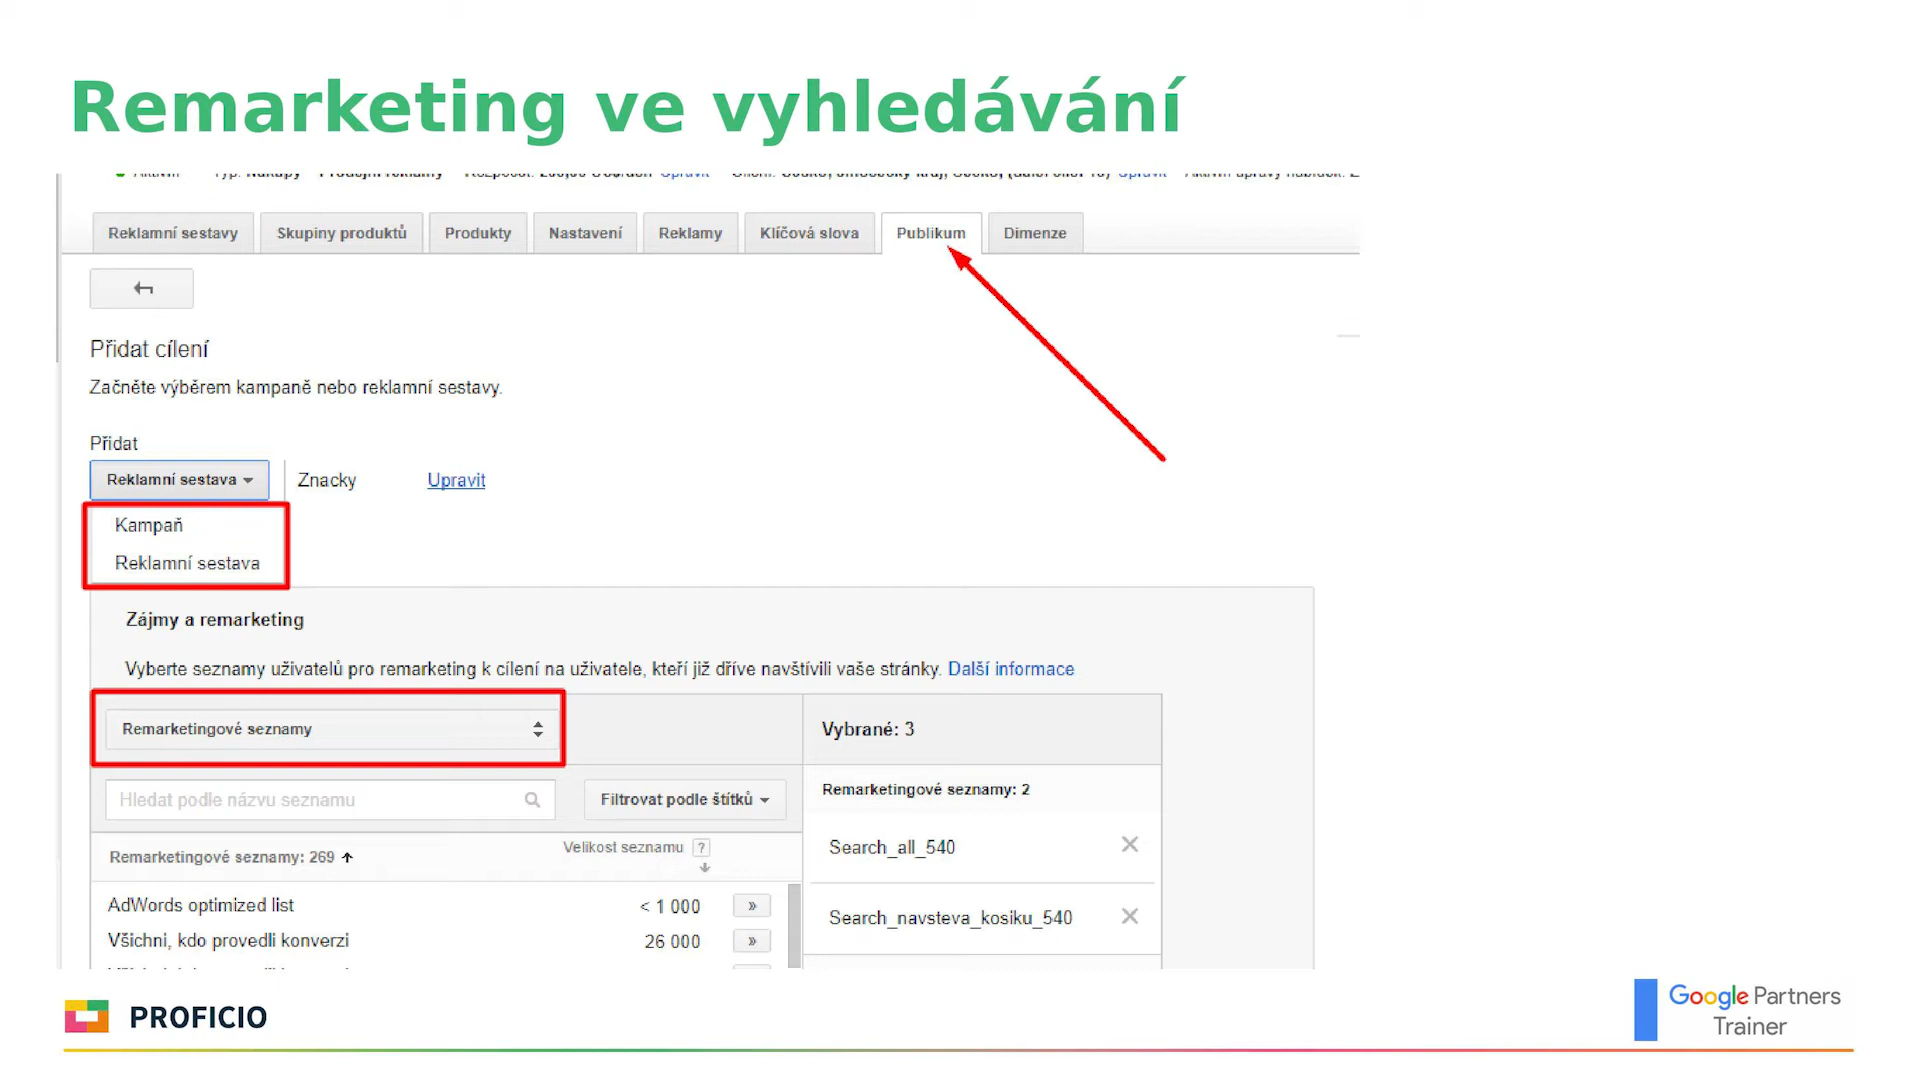 Remarketing ve vyhledávání
Reklamní sestavy Skupiny produktů Produkty Nastavení Reklamy Klíčová slova Publikum Dimenze
Přidat cílení
Začněte výběrem kampaně nebo reklamní sestavy.
Přidat
Reklamní sestava Znacky Upravit
Kampaň
Reklamní sestava
Zájmy a remarketing
Vyberte seznamy uživatelů pro remarketing k cílení na uživatele, kteří již dříve navštívili vaše stránky. Další informace
Remarketingové seznamy
Vybrané: 3
Hledat podle názvu seznamu
Filtrovat podle štítků
Remarketingové seznamy: 2
Remarketingové seznamy: 269
Velikost seznamu ?
Search_all_540
AdWords optimized list < 1 000 »
Search_navsteva_kosiku_540
Všichni, kdo provedli konverzi 26 000 »
PROFICIO
Google Partners
Trainer